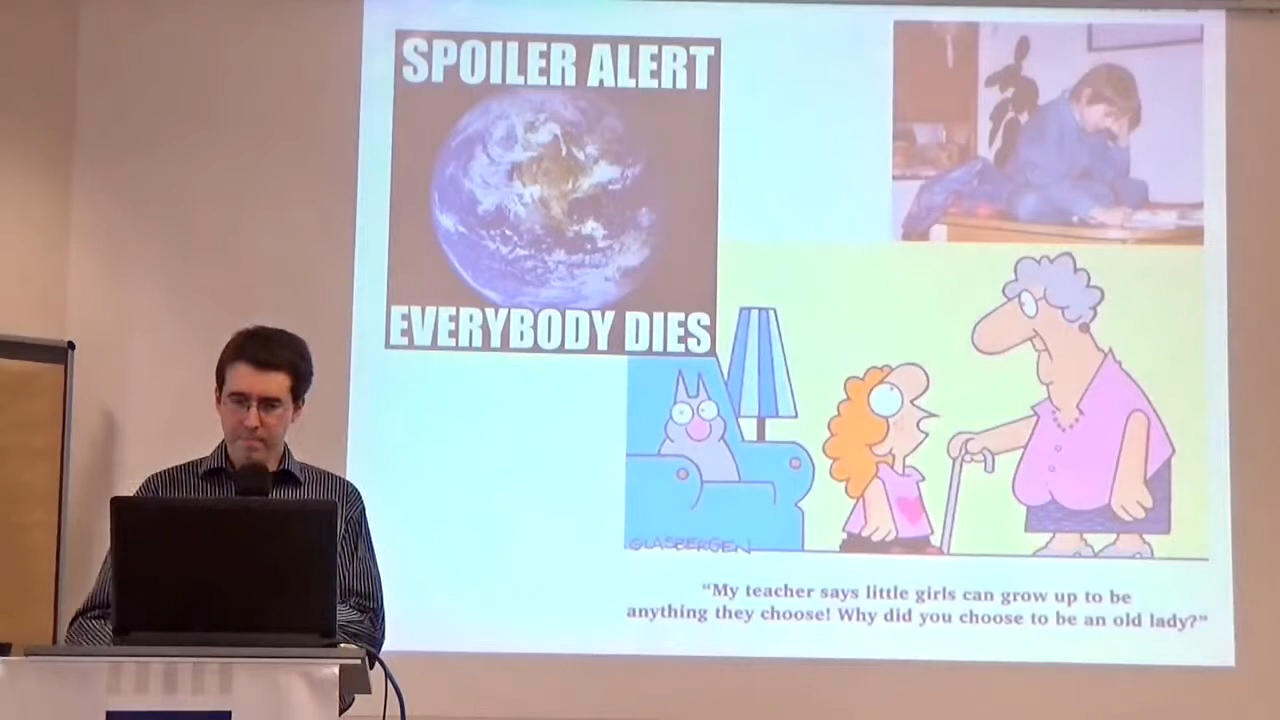 SPOILER ALERT
EVERYBODY DIES
GLASBERGEN
“My teacher says little girls can grow up to be
anything they choose! Why did you choose to be an old lady?”